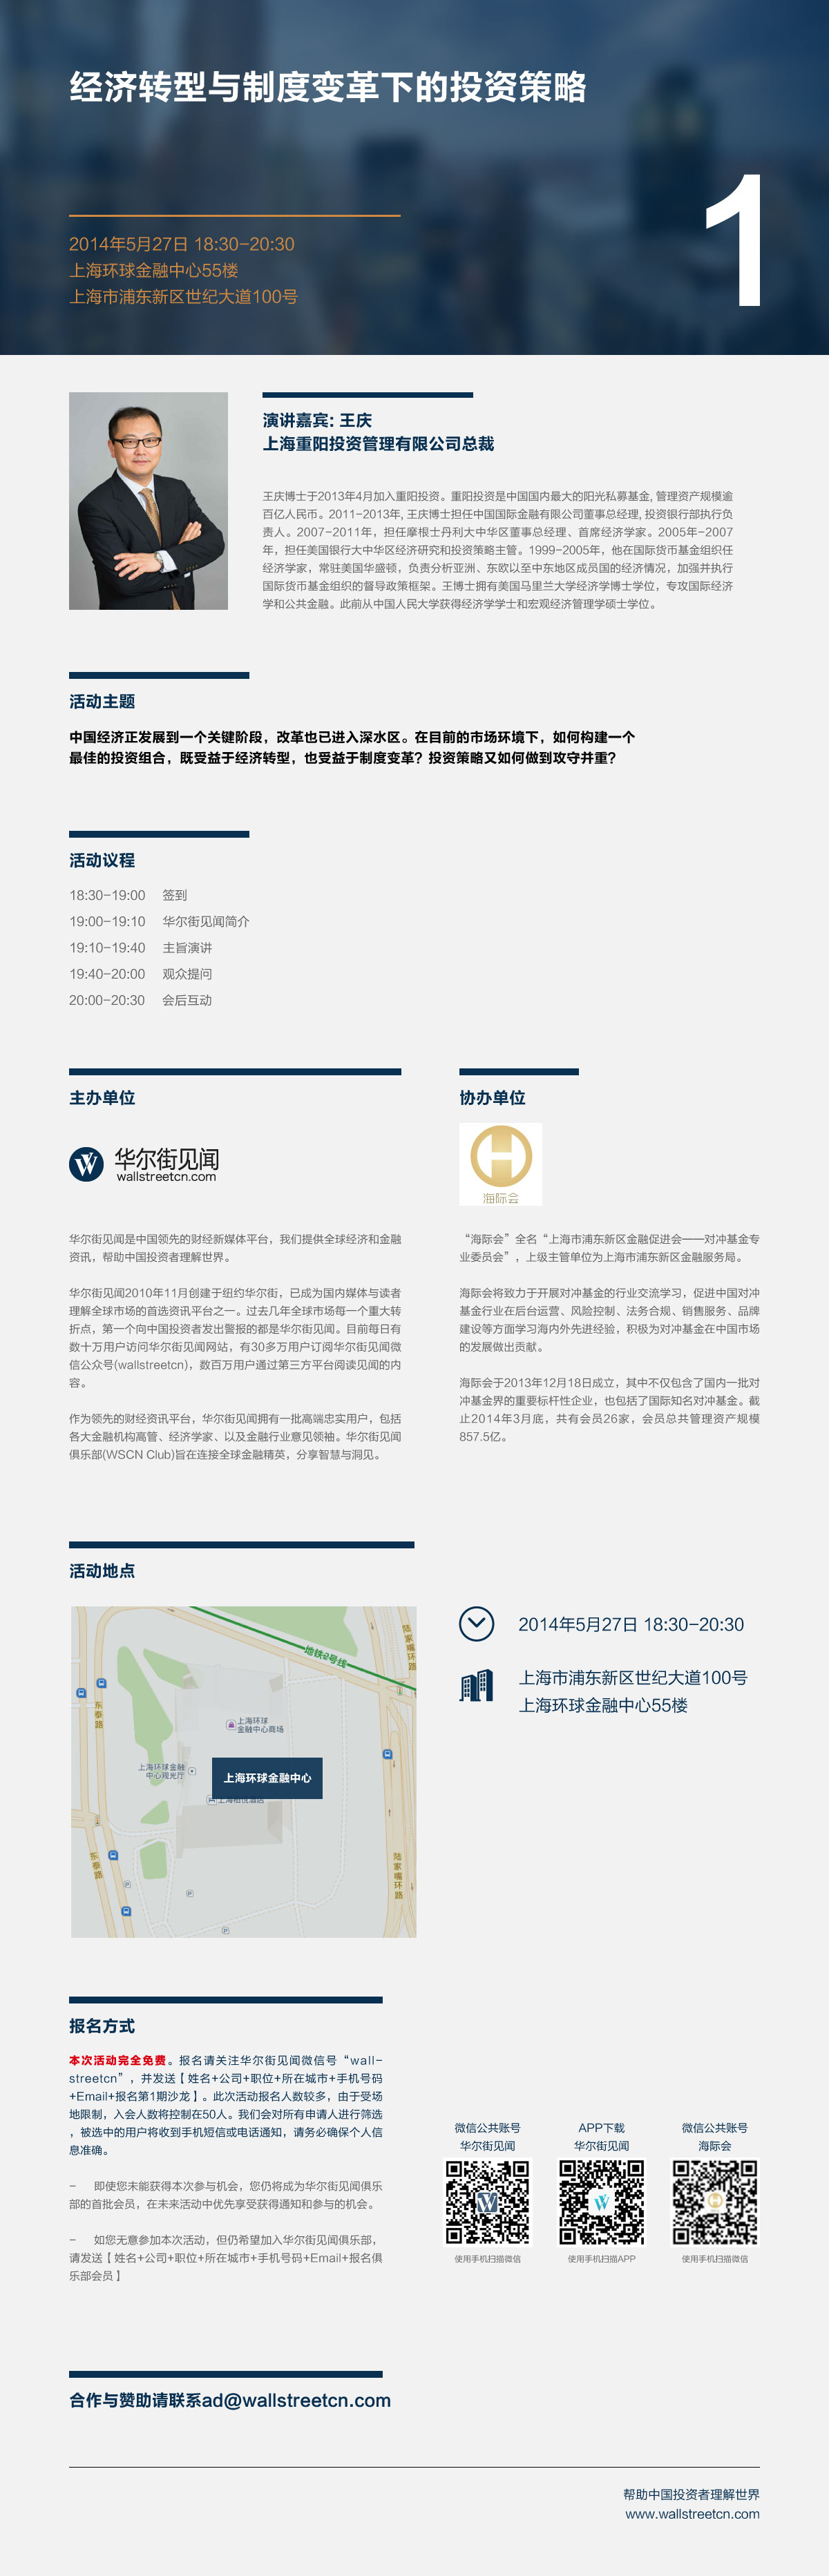 经济转型与制度变革下的投资策略
1
2014年5月27日 18:30-20:30
上海环球金融中心55楼
上海市浦东新区世纪大道100号
演讲嘉宾: 王庆
上海重阳投资管理有限公司总裁
王庆博士于2013年4月加入重阳投资。重阳投资是中国国内最大的阳光私募基金, 管理资产规模逾
百亿人民币。2011-2013年, 王庆博士担任中国国际金融有限公司董事总经理, 投资银行部执行负
责人。2007-2011年，担任摩根士丹利大中华区董事总经理、首席经济学家。2005年-2007
年，担任美国银行大中华区经济研究和投资策略主管。1999-2005年，他在国际货币基金组织任
经济学家，常驻美国华盛顿，负责分析亚洲、东欧以至中东地区成员国的经济情况，加强并执行
国际货币基金组织的督导政策框架。王博士拥有美国马里兰大学经济学博士学位，专攻国际经济
学和公共金融。此前从中国人民大学获得经济学学士和宏观经济管理学硕士学位。
活动主题
中国经济正发展到一个关键阶段，改革也已进入深水区。在目前的市场环境下，如何构建一个
最佳的投资组合，既受益于经济转型，也受益于制度变革？投资策略又如何做到攻守并重？
活动议程
18:30-19:00 签到
19:00-19:10 华尔街见闻简介
19:10-19:40 主旨演讲
19:40-20:00 观众提问
20:00-20:30 会后互动
主办单位
W 华尔街见闻
wallstreetcn.com
华尔街见闻是中国领先的财经新媒体平台，我们提供全球经济和金融
资讯，帮助中国投资者理解世界。
华尔街见闻2010年11月创建于纽约华尔街，已成为国内媒体与读者
理解全球市场的首选资讯平台之一。过去几年全球市场每一个重大转
折点，第一个向中国投资者发出警报的都是华尔街见闻。目前每日有
数十万用户访问华尔街见闻网站，有30多万用户订阅华尔街见闻微
信公众号(wallstreetcn)，数百万用户通过第三方平台阅读见闻的内
容。
作为领先的财经资讯平台，华尔街见闻拥有一批高端忠实用户，包括
各大金融机构高管、经济学家、以及金融行业意见领袖。华尔街见闻
俱乐部(WSCN Club)旨在连接全球金融精英，分享智慧与洞见。
协办单位
海际会
“海际会”全名“上海市浦东新区金融促进会——对冲基金专
业委员会”，上级主管单位为上海市浦东新区金融服务局。
海际会将致力于开展对冲基金的行业交流学习，促进中国对冲
基金行业在后台运营、风险控制、法务合规、销售服务、品牌
建设等方面学习海内外先进经验，积极为对冲基金在中国市场
的发展做出贡献。
海际会于2013年12月18日成立，其中不仅包含了国内一批对
冲基金界的重要标杆性企业，也包括了国际知名对冲基金。截
止2014年3月底，共有会员26家，会员总共管理资产规模
857.5亿。
活动地点
地铁2号线
陆家嘴环路
东泰路
上海环球
金融中心商场
上海环球金融
中心观光厅
上海环球金融中心
上海柏悦酒店
东泰路
陆家嘴环路
2014年5月27日 18:30-20:30
上海市浦东新区世纪大道100号
上海环球金融中心55楼
报名方式
本次活动完全免费。报名请关注华尔街见闻微信号“wall-
streetcn”，并发送【姓名+公司+职位+所在城市+手机号码
+Email+报名第1期沙龙】。此次活动报名人数较多，由于受场
地限制，入会人数将控制在50人。我们会对所有申请人进行筛选
，被选中的用户将收到手机短信或电话通知，请务必确保个人信
息准确。
- 即使您未能获得本次参与机会，您仍将成为华尔街见闻俱乐
部的首批会员，在未来活动中优先享受获得通知和参与的机会。
- 如您无意参加本次活动，但仍希望加入华尔街见闻俱乐部，
请发送【姓名+公司+职位+所在城市+手机号码+Email+报名俱
乐部会员】
微信公共账号
华尔街见闻
使用手机扫描微信
APP下载
华尔街见闻
使用手机扫描APP
微信公共账号
海际会
使用手机扫描微信
合作与赞助请联系ad@wallstreetcn.com
帮助中国投资者理解世界
www.wallstreetcn.com